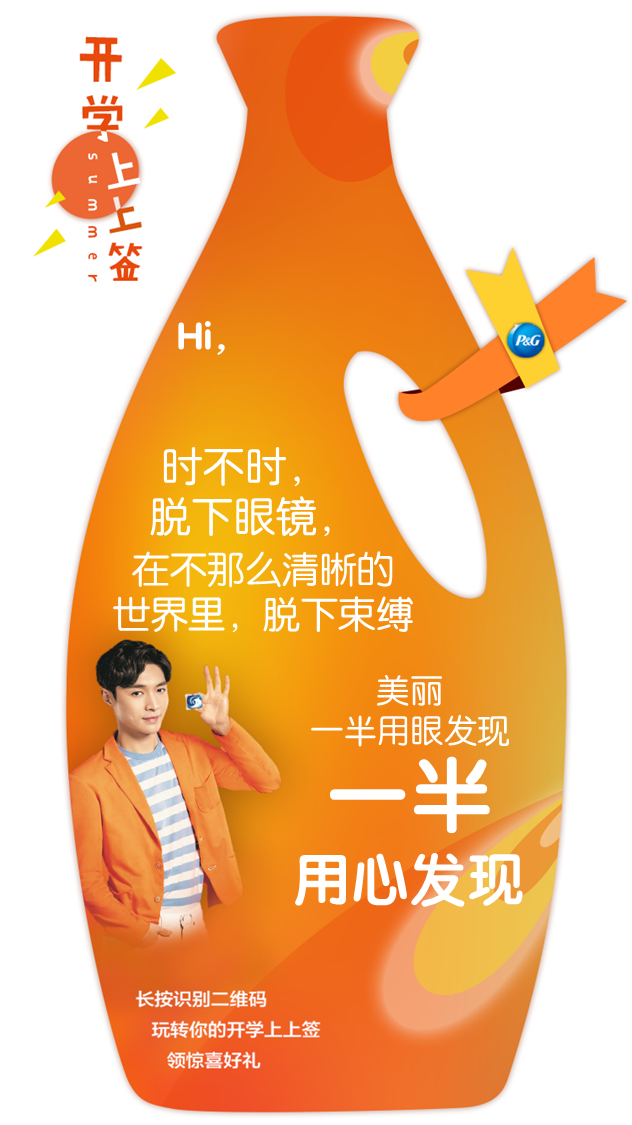 开学上上签
summer
Hi，
P&G
时不时，
脱下眼镜，
在不那么清晰的
世界里，脱下束缚
美丽
一半用眼发现
一半
用心发现
长按识别二维码
玩转你的开学上上签
领惊喜好礼